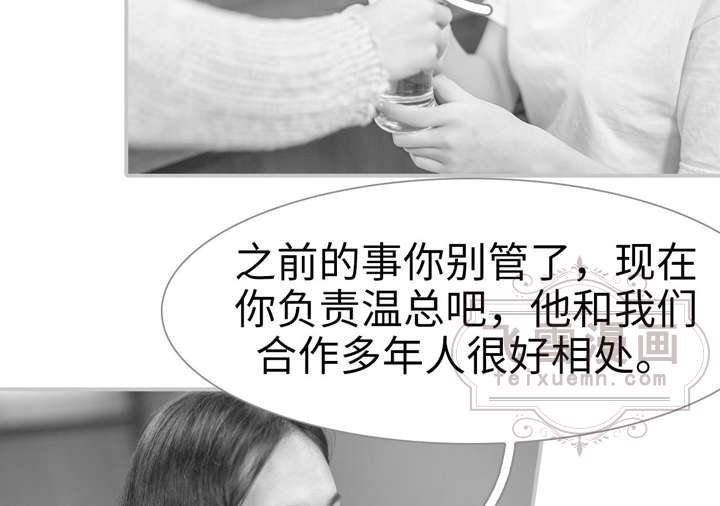 之前的事你别管了，现在
你负责温总吧，他和我们
合作多年人很好相处。
飞雪漫画
feixuemh.com